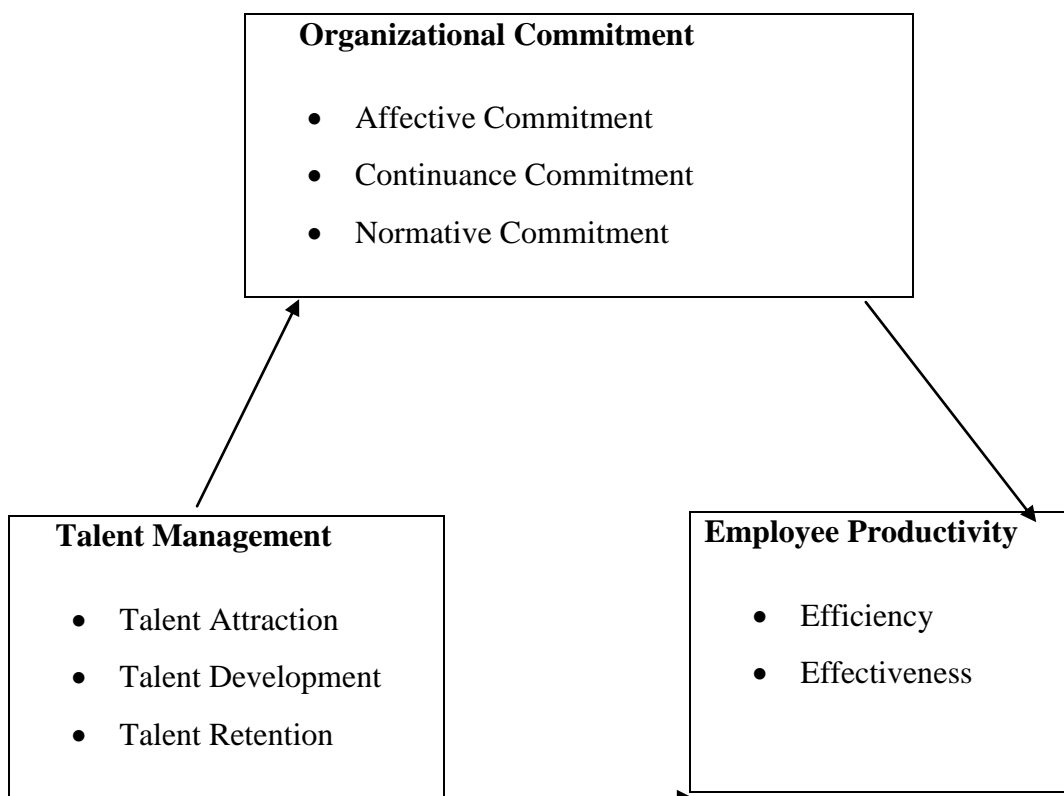 Organizational Commitment
• Affective Commitment
• Continuance Commitment
• Normative Commitment
Talent Management
• Talent Attraction
• Talent Development
• Talent Retention
Employee Productivity
• Efficiency
• Effectiveness